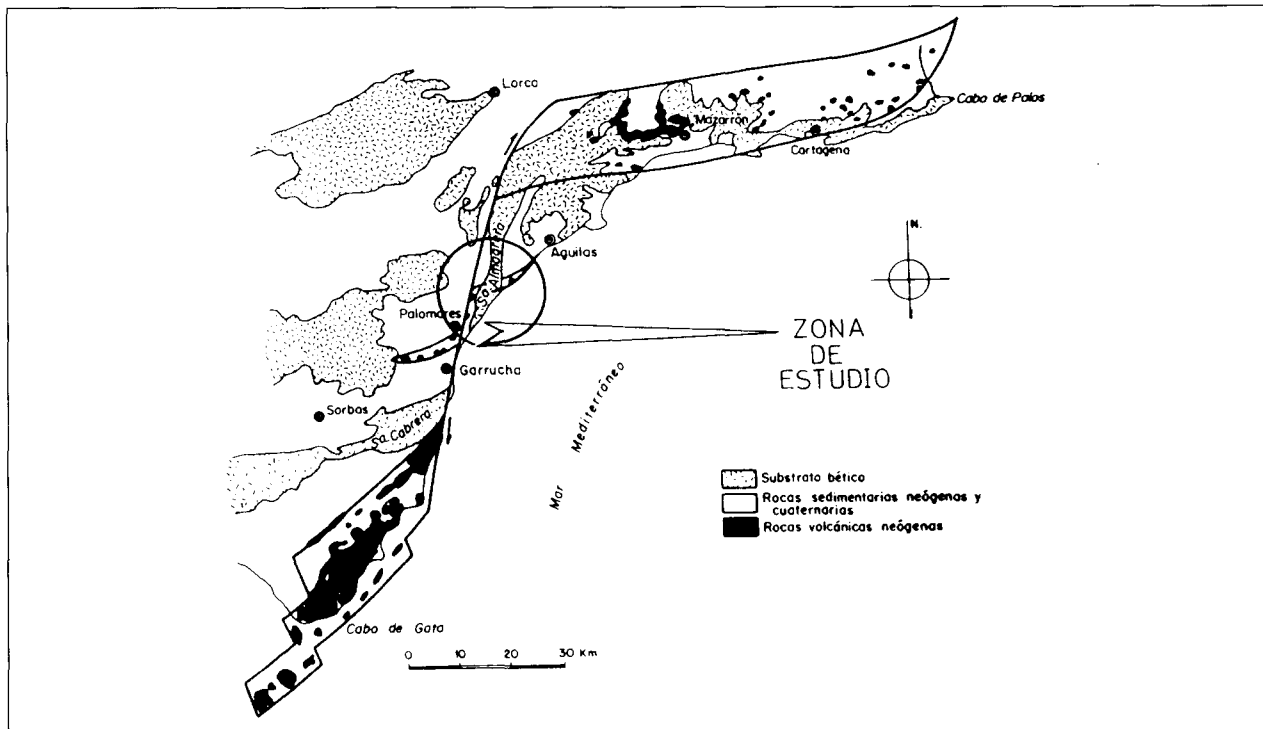 Lorca
Cabo de Palos
Mazarrón
Cartagena
N.
Aguilas
Sª Almagrera
Palomares
ZONA
DE
ESTUDIO
Garrucha
Sorbas
Sª Cabrera
Mar Mediterráneo
Substrato bético
Rocas sedimentarias neógenas y
cuaternarias
Rocas volcánicas neógenas
Cabo de Gata
0 10 20 30 Km